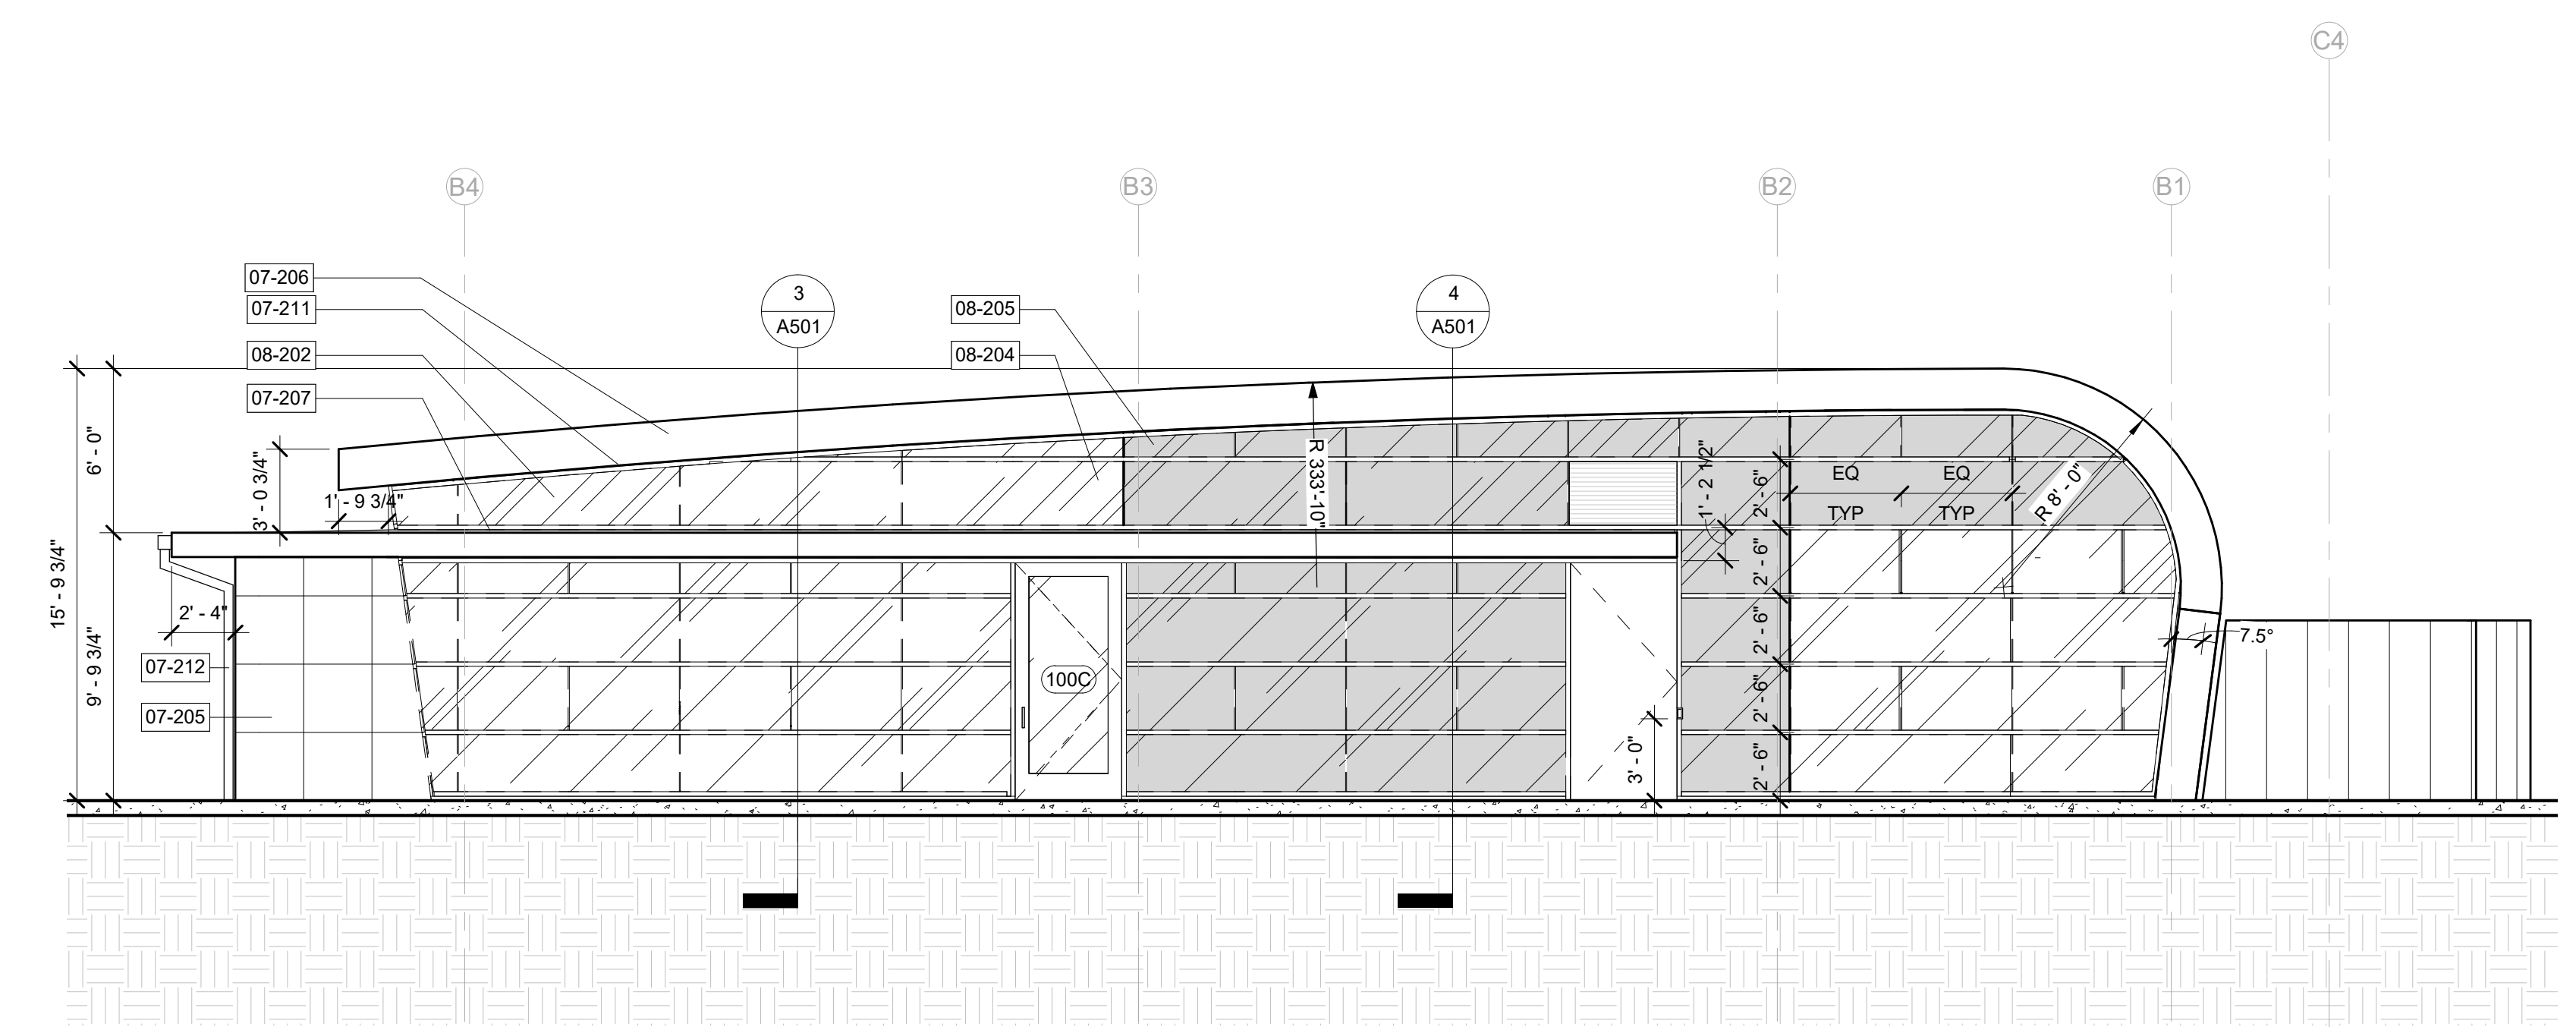 C4
B4
B3
B2
B1
07-206
07-211
08-202
07-207
3
A501
08-205
08-204
4
A501
6' - 0"
3' - 0 3/4"
1' - 9 3/4"
R 333'-10"
1' - 2 1/2"
2' - 6"
EQ
EQ
TYP
TYP
R 8' - 0"
15' - 9 3/4"
9' - 9 3/4"
2' - 4"
2' - 6"
2' - 6"
7.5°
07-212
100C
2' - 6"
07-205
3' - 0"
2' - 6"